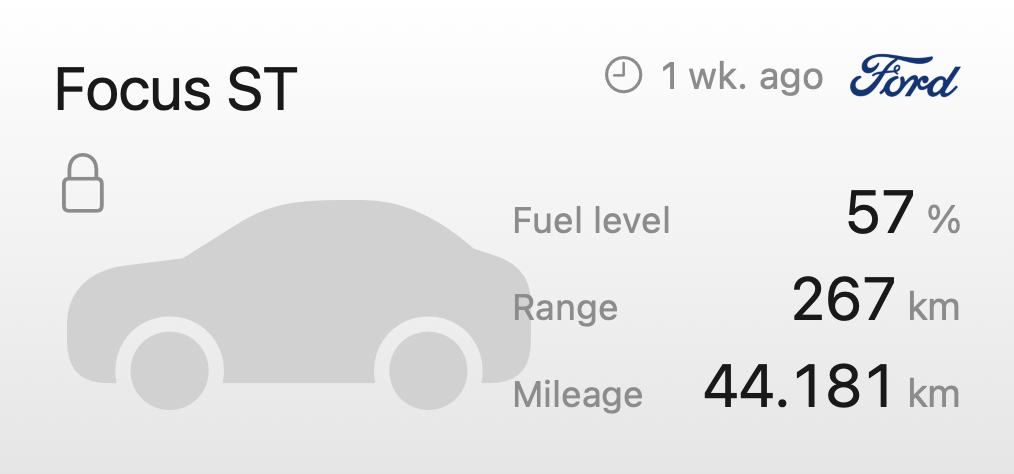 Focus ST
1 wk. ago Ford
Fuel level 57 %
Range 267 km
Mileage 44.181 km